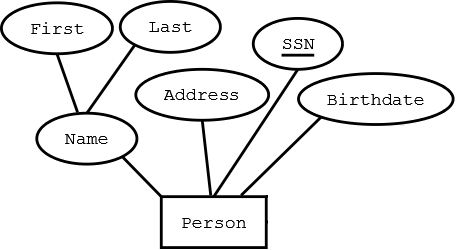 First
Last
SSN
Address
Birthdate
Name
Person